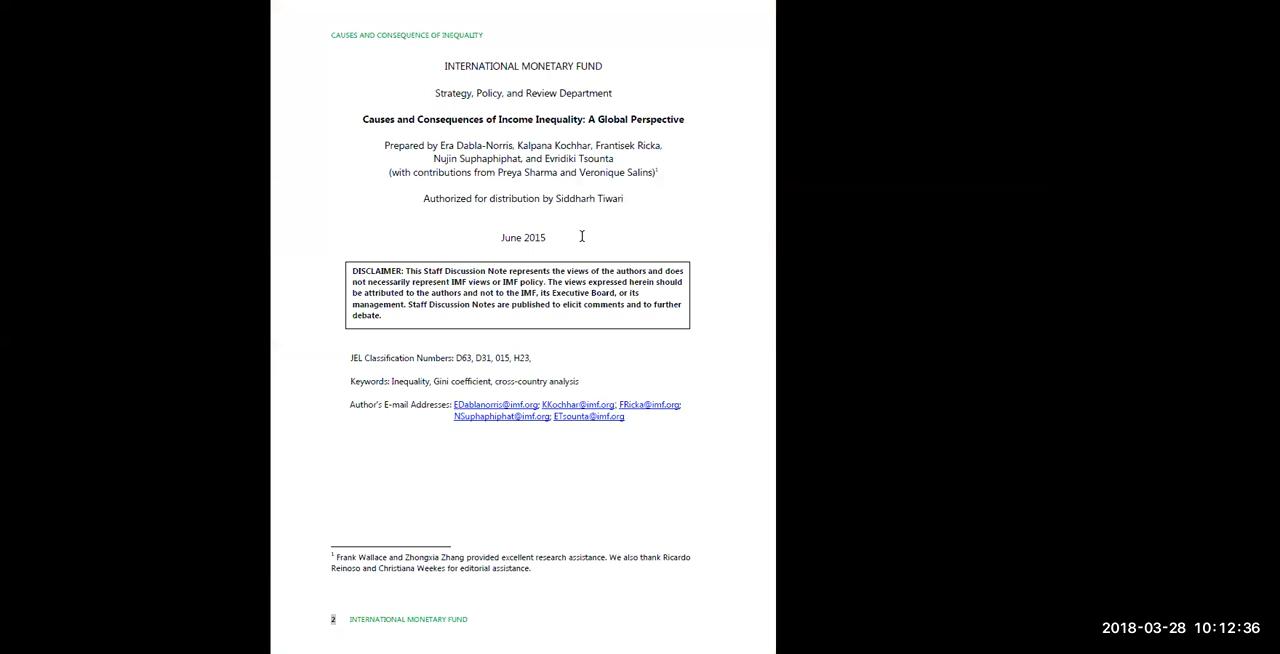 CAUSES AND CONSEQUENCE OF INEQUALITY
INTERNATIONAL MONETARY FUND
Strategy, Policy, and Review Department
Causes and Consequences of Income Inequality: A Global Perspective
Prepared by Era Dabla-Norris, Kalpana Kochhar, Frantisek Ricka,
Nujin Suphaphiphat, and Evridiki Tsounta
(with contributions from Preya Sharma and Veronique Salins)¹
Authorized for distribution by Siddharh Tiwari
June 2015
DISCLAIMER: This Staff Discussion Note represents the views of the authors and does
not necessarily represent IMF views or IMF policy. The views expressed herein should
be attributed to the authors and not to the IMF, its Executive Board, or its
management. Staff Discussion Notes are published to elicit comments and to further
debate.
JEL Classification Numbers: D63, D31, 015, H23,
Keywords: Inequality, Gini coefficient, cross-country analysis
Author's E-mail Addresses: EDablanorris@imf.org; KKochhar@imf.org; FRicka@imf.org;
NSuphaphiphat@imf.org; ETsounta@imf.org
¹ Frank Wallace and Zhongxia Zhang provided excellent research assistance. We also thank Ricardo
Reinoso and Christiana Weekes for editorial assistance.
2 INTERNATIONAL MONETARY FUND
2018-03-28 10:12:36